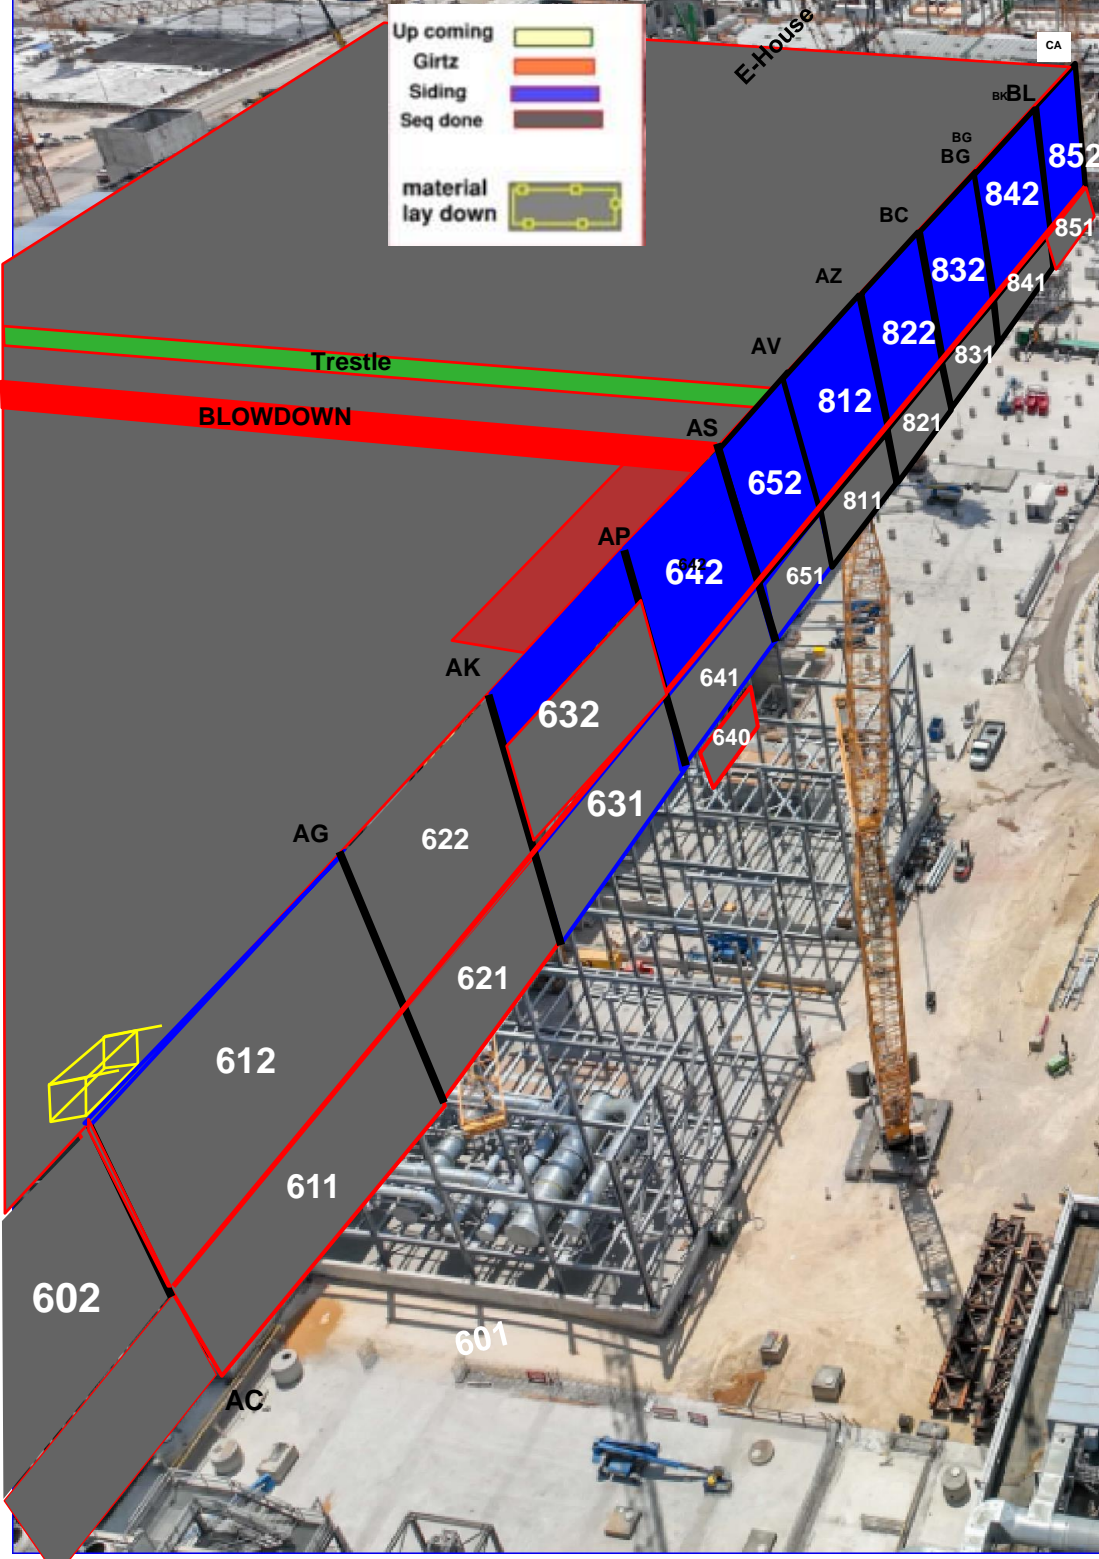 Up coming
Girtz
Siding
Seq done
material
lay down
E-House
CA
BK
BL
852
BG
BG
842
851
BC
832
841
AZ
822
831
AV
812
821
Trestle
BLOWDOWN
AS
652
811
AP
642
642
651
AK
641
632
640
631
AG
622
621
612
611
602
601
AC